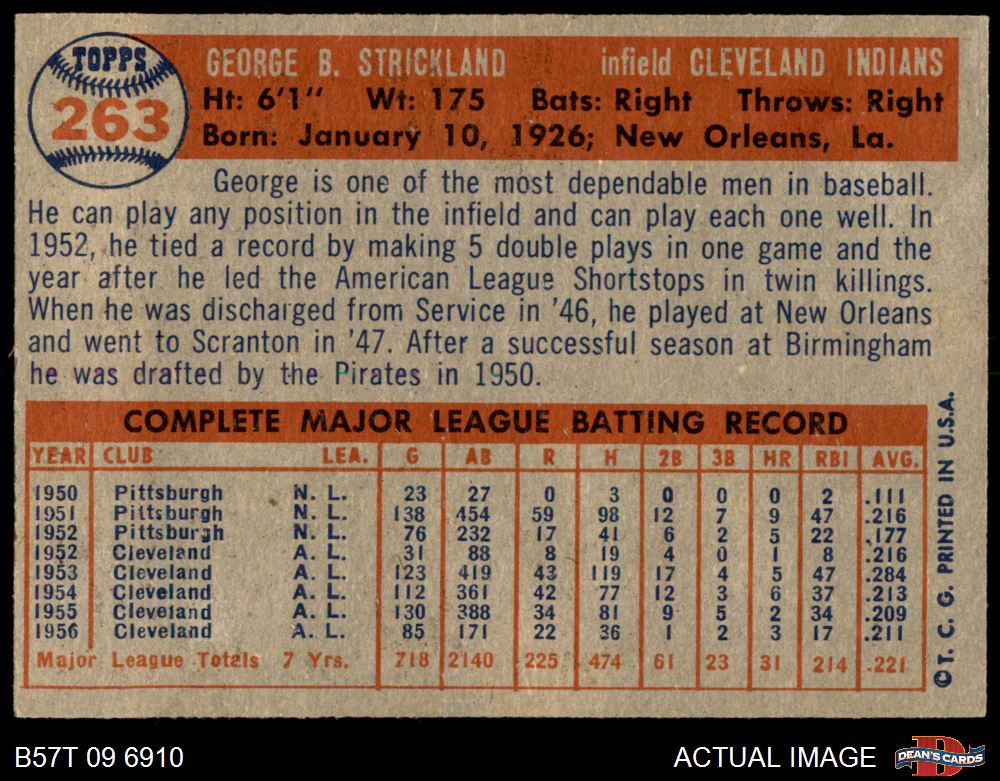 TOPPS
263
GEORGE B. STRICKLAND infield CLEVELAND INDIANS
Ht: 6'1" Wt: 175 Bats: Right Throws: Right
Born: January 10, 1926; New Orleans, La.
George is one of the most dependable men in baseball.
He can play any position in the infield and can play each one well. In
1952, he tied a record by making 5 double plays in one game and the
year after he led the American League Shortstops in twin killings.
When he was discharged from Service in '46, he played at New Orleans
and went to Scranton in '47. After a successful season at Birmingham
he was drafted by the Pirates in 1950.
COMPLETE MAJOR LEAGUE BATTING RECORD
YEAR CLUB LEA. G AB R H 2B 3B HR RBI AVG.
1950 Pittsburgh N. L. 23 27 0 3 0 0 0 2 .111
1951 Pittsburgh N. L. 138 454 59 98 12 7 9 47 .216
1952 Pittsburgh N. L. 76 232 17 41 6 2 5 22 .177
1952 Cleveland A. L. 31 88 8 19 4 0 1 8 .216
1953 Cleveland A. L. 123 419 43 119 17 4 5 47 .284
1954 Cleveland A. L. 112 361 42 77 12 3 6 37 .213
1955 Cleveland A. L. 130 388 34 81 9 5 2 34 .209
1956 Cleveland A. L. 85 171 22 36 1 2 3 17 .211
Major League Totals 7 Yrs. 718 2140 225 474 61 23 31 214 .221
©T. C. G. PRINTED IN U.S.A.
B57T 09 6910 ACTUAL IMAGE
DEAN'S CARDS